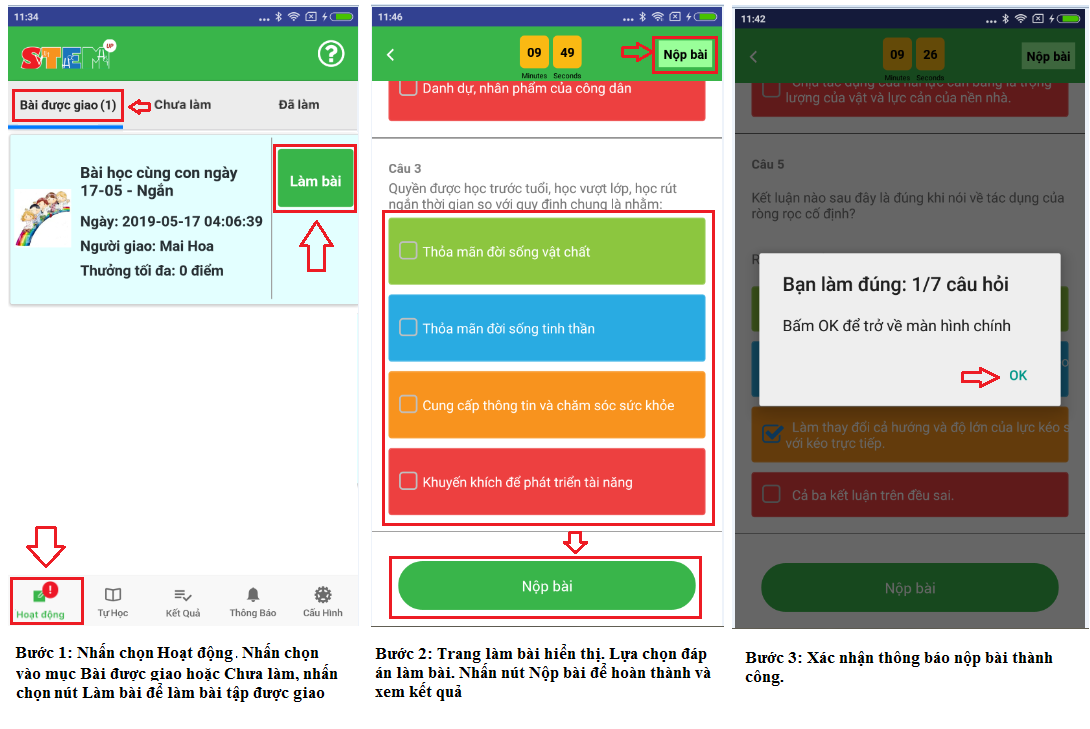 11:34
STEM UP
?
Bài được giao (1)
Chưa làm
Đã làm
Bài học cùng con ngày
17-05 - Ngắn
Ngày: 2019-05-17 04:06:39
Người giao: Mai Hoa
Thưởng tối đa: 0 điểm
Làm bài
!
Hoạt động
Tự Học
Kết Quả
Thông Báo
Cấu Hình
Bước 1: Nhấn chọn Hoạt động. Nhấn chọn
vào mục Bài được giao hoặc Chưa làm, nhấn
chọn nút Làm bài để làm bài tập được giao
11:46
09 49
Minutes Seconds
Nộp bài
Danh dự, nhân phẩm của công dân
Câu 3
Quyền được học trước tuổi, học vượt lớp, học rút
ngắn thời gian so với quy định chung là nhằm:
Thỏa mãn đời sống vật chất
Thỏa mãn đời sống tinh thần
Cung cấp thông tin và chăm sóc sức khỏe
Khuyến khích để phát triển tài năng
Nộp bài
Bước 2: Trang làm bài hiển thị. Lựa chọn đáp
án làm bài. Nhấn nút Nộp bài để hoàn thành và
xem kết quả
11:42
09 26
Minutes Seconds
Nộp bài
Chịu tác dụng của hai lực cân bằng là trọng
lượng của vật và lực cản của nền nhà.
Câu 5
Kết luận nào sau đây là đúng khi nói về tác dụng của
ròng rọc cố định?
Bạn làm đúng: 1/7 câu hỏi
Bấm OK để trở về màn hình chính
OK
Làm thay đổi cả hướng và độ lớn của lực kéo s
với kéo trực tiếp.
Cả ba kết luận trên đều sai.
Nộp bài
Bước 3: Xác nhận thông báo nộp bài thành
công.